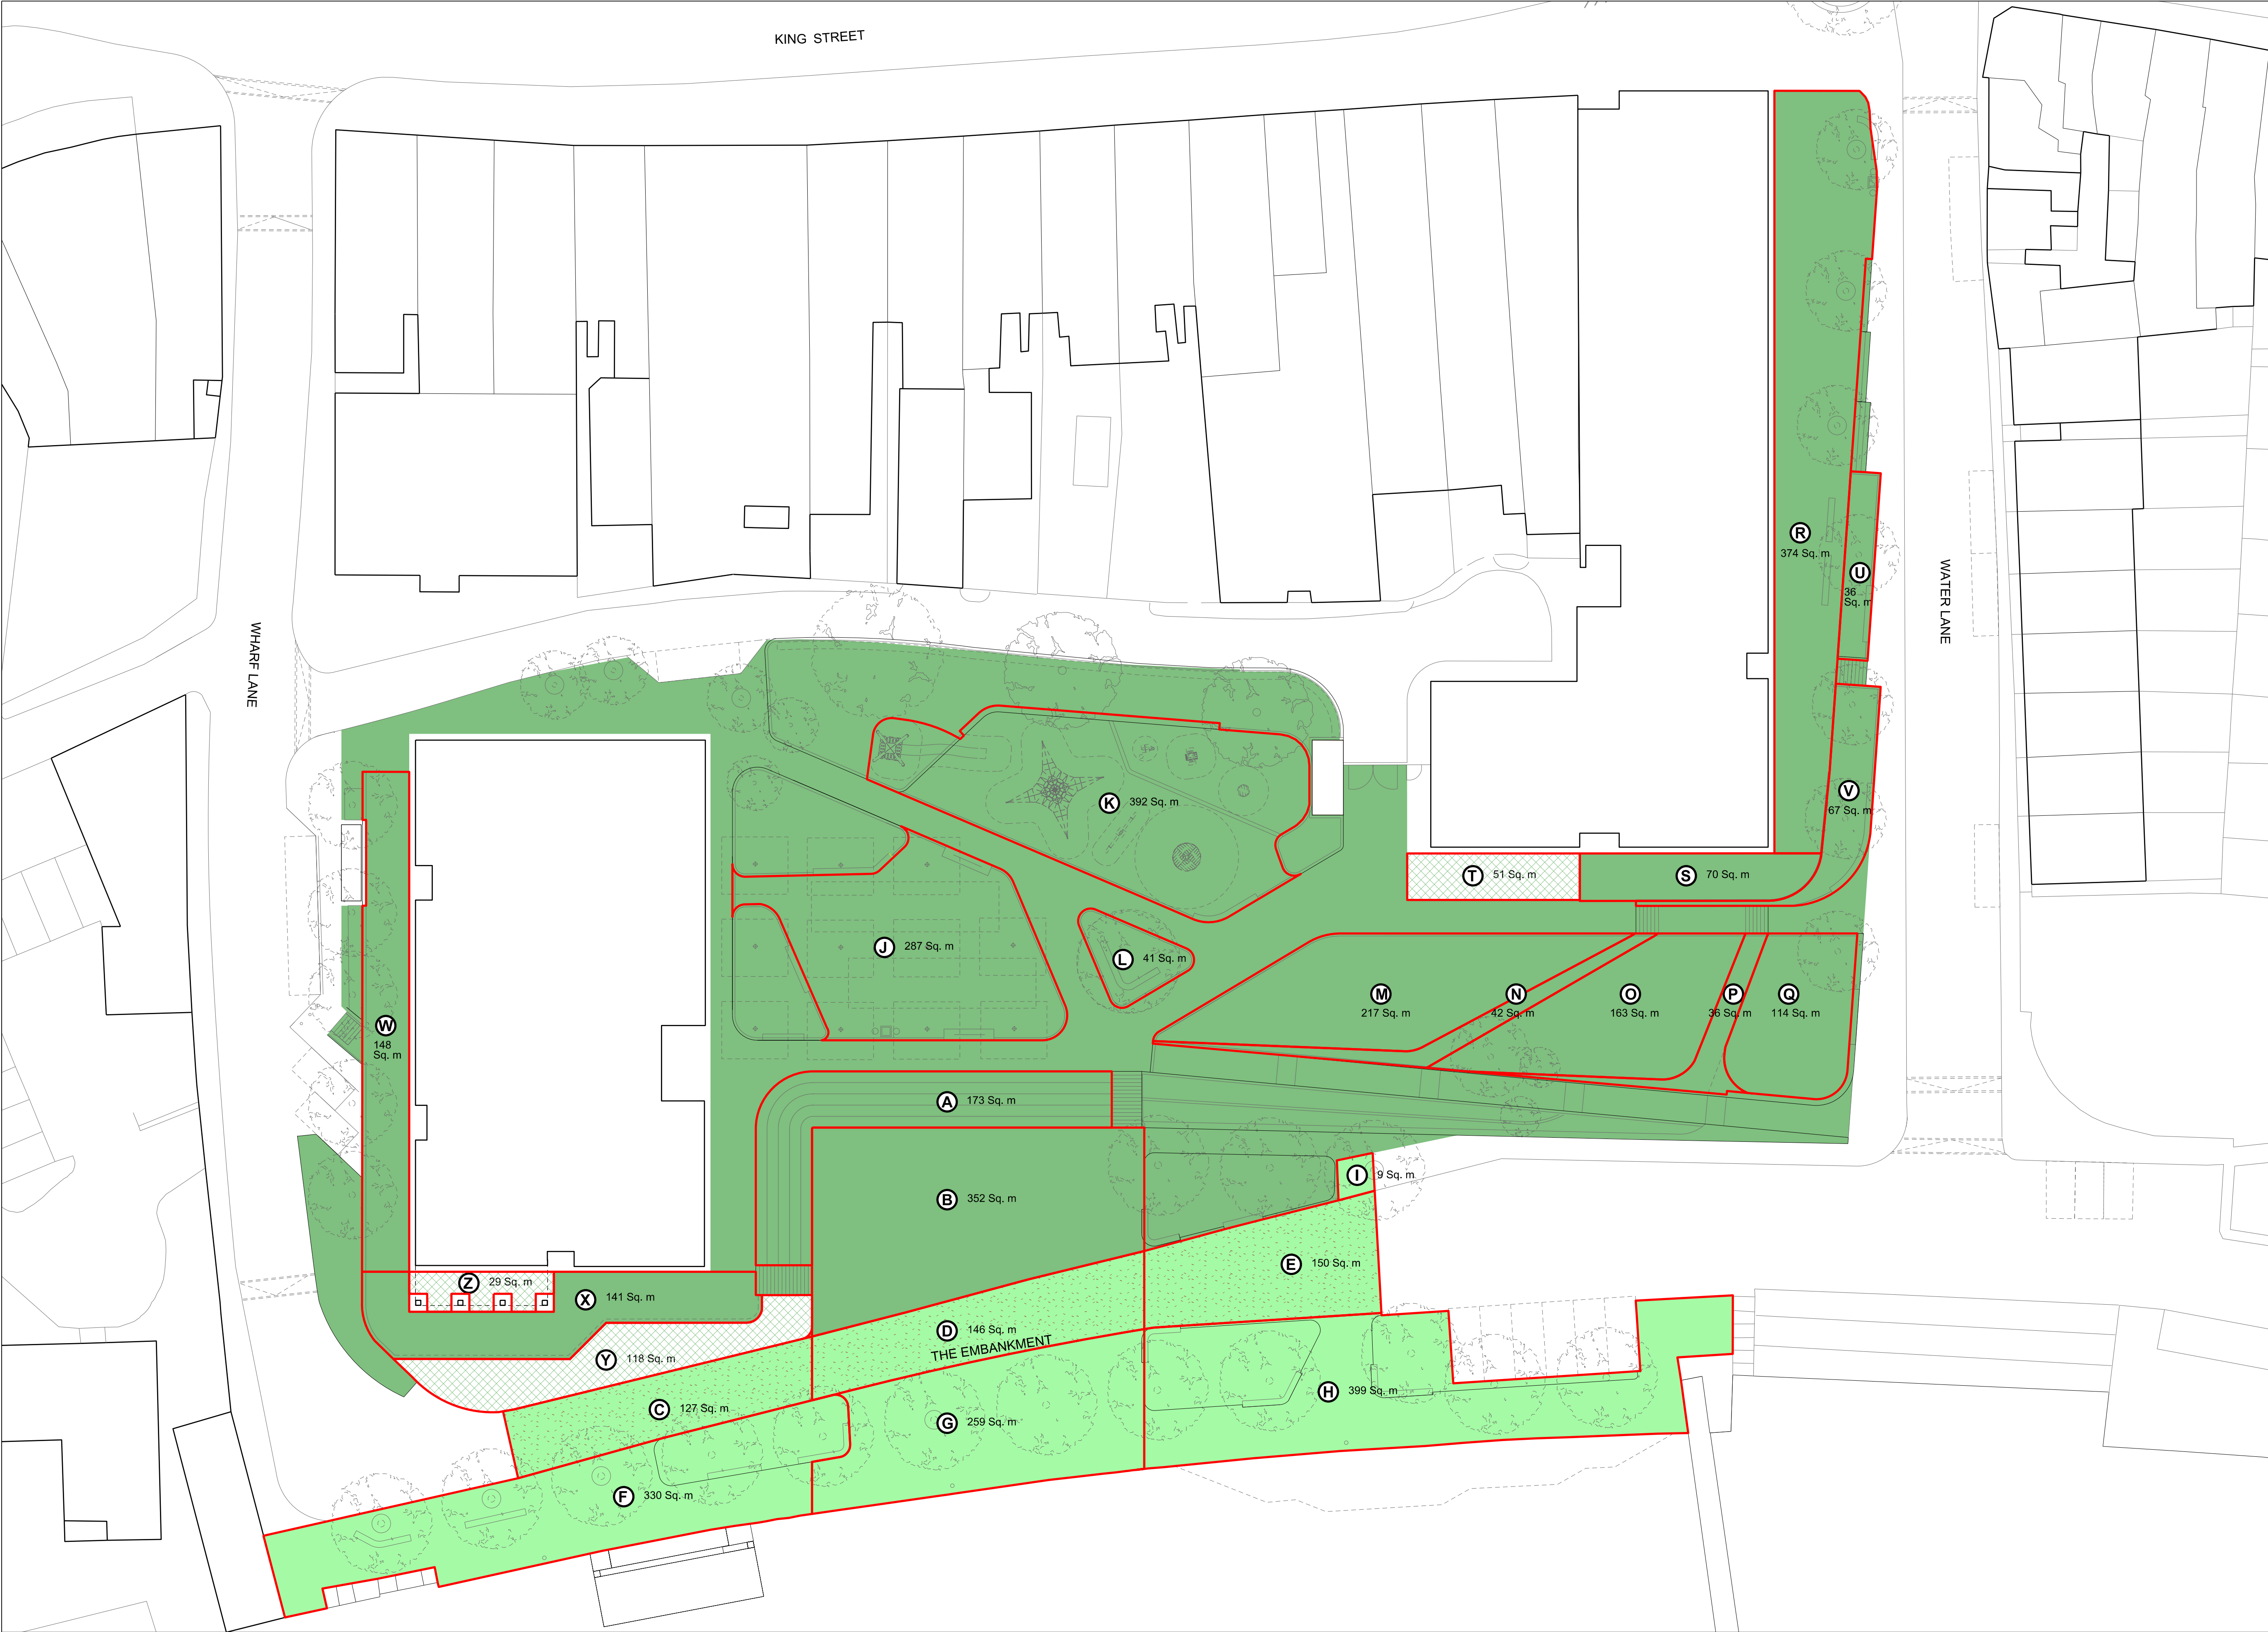 KING STREET
R
374 Sq. m
U
36
Sq. m
WATER LANE
WHARF LANE
K 392 Sq. m
V
67 Sq. m
T 51 Sq. m
S 70 Sq. m
J 287 Sq. m
L 41 Sq. m
M
217 Sq. m
N
42 Sq. m
O
163 Sq. m
P
36 Sq. m
Q
114 Sq. m
W
148
Sq. m
A 173 Sq. m
I 9 Sq. m
B 352 Sq. m
E 150 Sq. m
Z 29 Sq. m
X 141 Sq. m
D 146 Sq. m
THE EMBANKMENT
Y 118 Sq. m
H 399 Sq. m
C 127 Sq. m
G 259 Sq. m
F 330 Sq. m